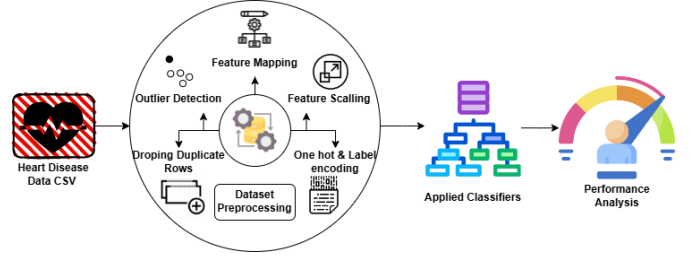 Feature Mapping
Outlier Detection
Feature Scalling
Heart Disease
Data CSV
Droping Duplicate
Rows
One hot & Label
encoding
Dataset
Preprocessing
Applied Classifiers
Performance
Analysis